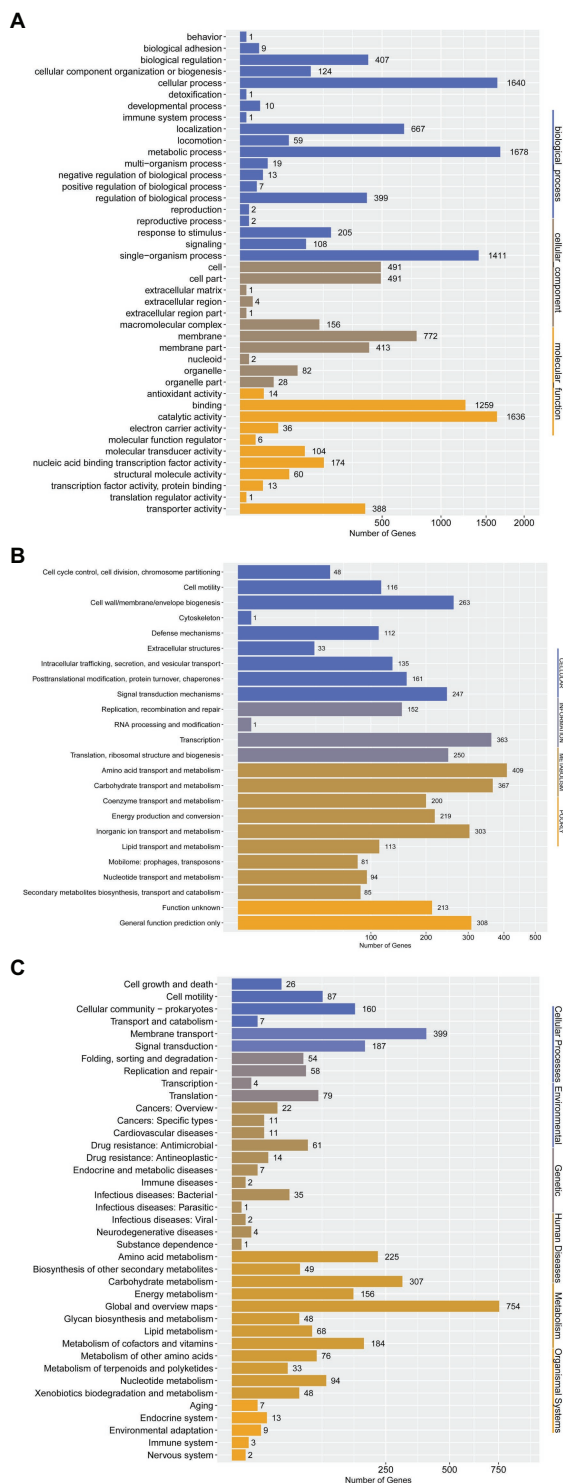 A
behavior 1
biological adhesion 9
biological regulation 407
cellular component organization or biogenesis 124
cellular process 1640
detoxification 1
developmental process 10
immune system process 1
localization 667
locomotion 59
metabolic process 1678
multi-organism process 19
negative regulation of biological process 13
positive regulation of biological process 7
regulation of biological process 399
reproduction 2
reproductive process 2
response to stimulus 205
signaling 108
single-organism process 1411
cell 491
cell part 491
extracellular matrix 1
extracellular region 4
extracellular region part 1
macromolecular complex 156
membrane 772
membrane part 413
nucleoid 2
organelle 82
organelle part 28
antioxidant activity 14
binding 1259
catalytic activity 1636
electron carrier activity 36
molecular function regulator 6
molecular transducer activity 104
nucleic acid binding transcription factor activity 174
structural molecule activity 60
transcription factor activity, protein binding 13
translation regulator activity 1
transporter activity 388
500 1000 1500 2000
Number of Genes
biological_process
cellular_component
molecular_function
B
Cell cycle control, cell division, chromosome partitioning 48
Cell motility 116
Cell wall/membrane/envelope biogenesis 263
Cytoskeleton 1
Defense mechanisms 112
Extracellular structures 33
Intracellular trafficking, secretion, and vesicular transport 135
Posttranslational modification, protein turnover, chaperones 161
Signal transduction mechanisms 247
Replication, recombination and repair 152
RNA processing and modification 1
Transcription 363
Translation, ribosomal structure and biogenesis 250
Amino acid transport and metabolism 409
Carbohydrate transport and metabolism 367
Coenzyme transport and metabolism 200
Energy production and conversion 219
Inorganic ion transport and metabolism 303
Lipid transport and metabolism 113
Mobilome: prophages, transposons 81
Nucleotide transport and metabolism 94
Secondary metabolites biosynthesis, transport and catabolism 85
Function unknown 213
General function prediction only 308
100 200 300 400 500
Number of Genes
CELLULAR
INFORMATION
METABOLISM
POORLY
C
Cell growth and death 26
Cell motility 87
Cellular community − prokaryotes 160
Transport and catabolism 7
Membrane transport 399
Signal transduction 187
Folding, sorting and degradation 54
Replication and repair 58
Transcription 4
Translation 79
Cancers: Overview 22
Cancers: Specific types 11
Cardiovascular diseases 11
Drug resistance: Antimicrobial 61
Drug resistance: Antineoplastic 14
Endocrine and metabolic diseases 7
Immune diseases 2
Infectious diseases: Bacterial 35
Infectious diseases: Parasitic 1
Infectious diseases: Viral 2
Neurodegenerative diseases 4
Substance dependence 1
Amino acid metabolism 225
Biosynthesis of other secondary metabolites 49
Carbohydrate metabolism 307
Energy metabolism 156
Global and overview maps 754
Glycan biosynthesis and metabolism 48
Lipid metabolism 68
Metabolism of cofactors and vitamins 184
Metabolism of other amino acids 76
Metabolism of terpenoids and polyketides 33
Nucleotide metabolism 94
Xenobiotics biodegradation and metabolism 48
Aging 7
Endocrine system 13
Environmental adaptation 9
Immune system 3
Nervous system 2
250 500 750
Number of Genes
Cellular Processes
Environmental
Genetic
Human Diseases
Metabolism
Organismal Systems